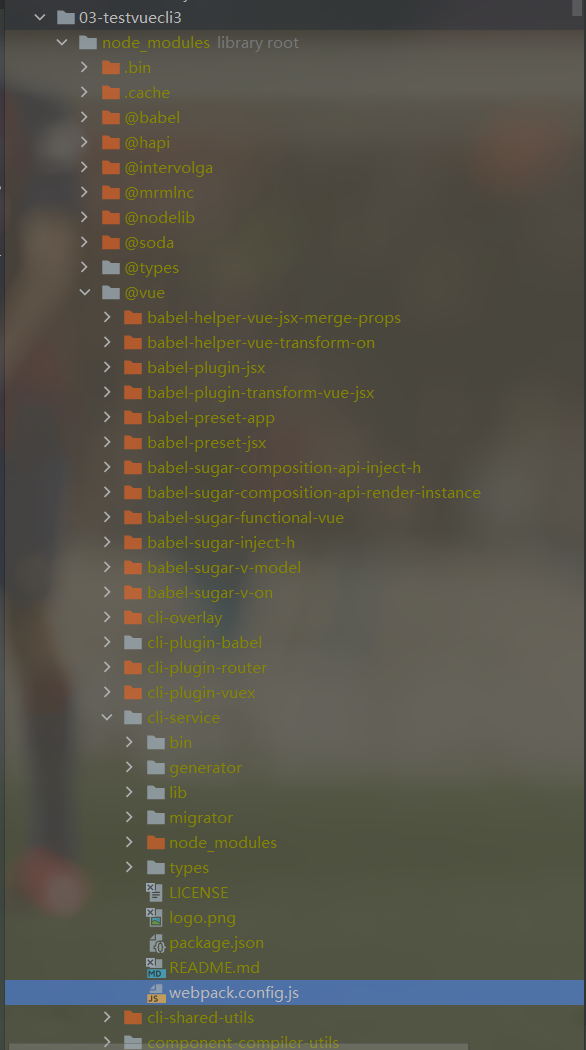 03-testvuecli3
node_modules library root
.bin
.cache
@babel
@hapi
@intervolga
@mrmlnc
@nodelib
@soda
@types
@vue
babel-helper-vue-jsx-merge-props
babel-helper-vue-transform-on
babel-plugin-jsx
babel-plugin-transform-vue-jsx
babel-preset-app
babel-preset-jsx
babel-sugar-composition-api-inject-h
babel-sugar-composition-api-render-instance
babel-sugar-functional-vue
babel-sugar-inject-h
babel-sugar-v-model
babel-sugar-v-on
cli-overlay
cli-plugin-babel
cli-plugin-router
cli-plugin-vuex
cli-service
bin
generator
lib
migrator
node_modules
types
LICENSE
logo.png
package.json
README.md
webpack.config.js
cli-shared-utils
component-compiler-utils